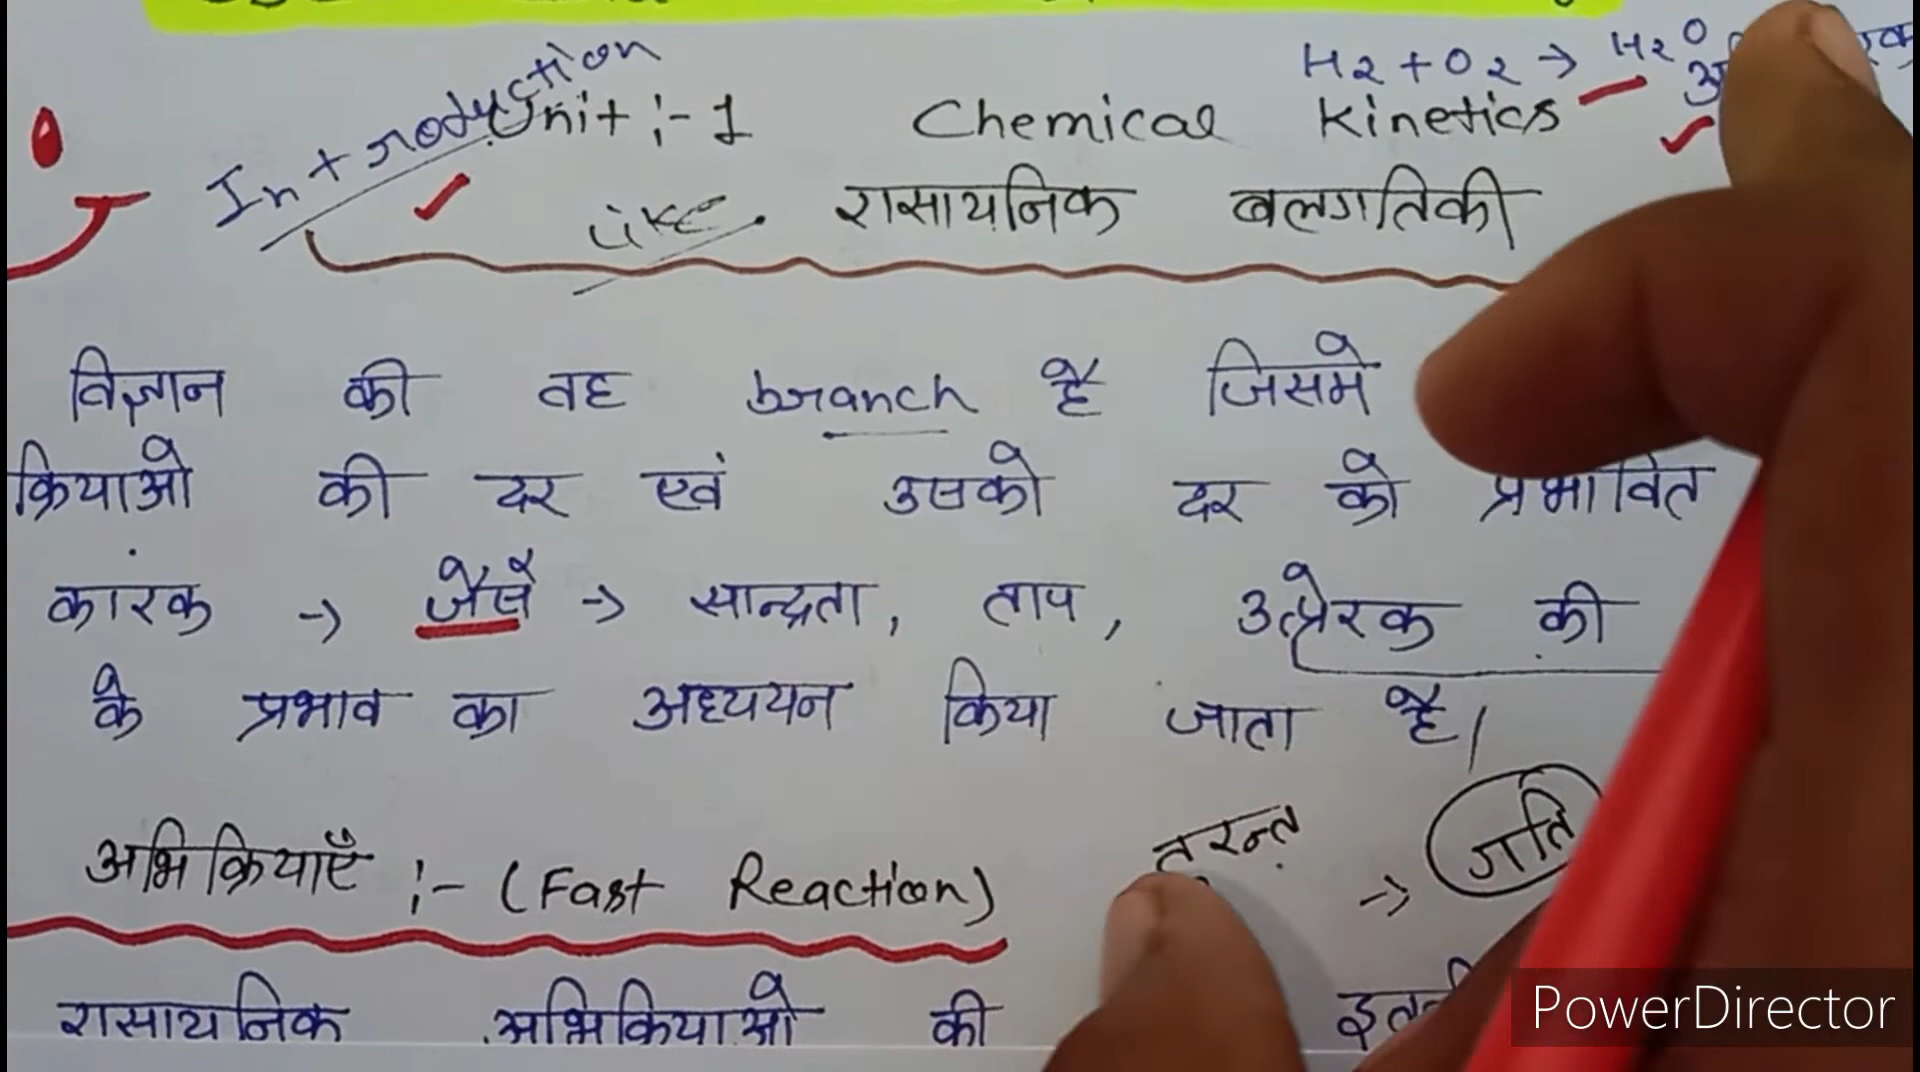 H2 + O2 → H2O
Introduction
Unit :- 1 Chemical Kinetics
Like रासायनिक बलगतिकी
विज्ञान की वह branch है जिसमे
क्रियाओ की दर एवं उसको दर को प्रभावित
कारक → जैसे → सान्द्रता, ताप, उत्प्रेरक की
के प्रभाव का अध्ययन किया जाता है।
तुरन्त
अभिक्रियाएँ :- (Fast Reaction) → गति
रासायनिक अभिक्रियाओ की
PowerDirector